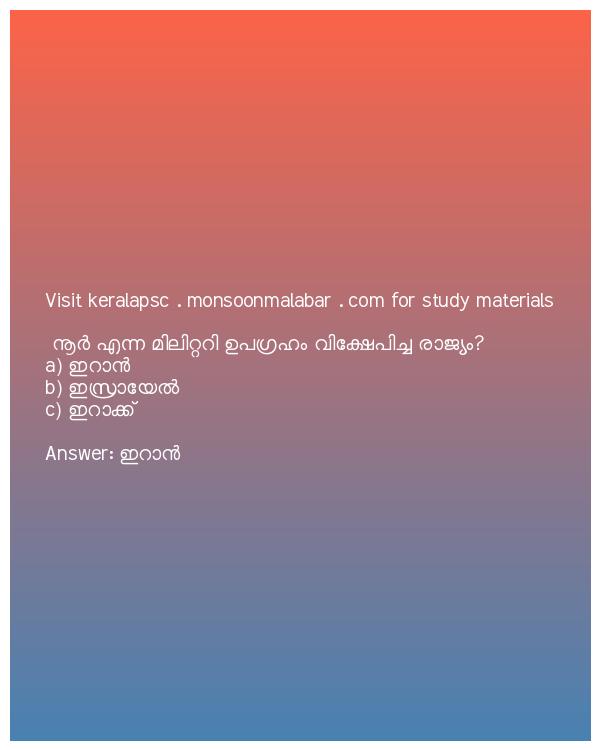 Visit keralapsc . monsoonmalabar . com for study materials
നൂർ എന്ന മിലിറ്ററി ഉപഗ്രഹം വിക്ഷേപിച്ച രാജ്യം?
a) ഇറാൻ
b) ഇസ്രായേൽ
c) ഇറാക്ക്
Answer: ഇറാൻ